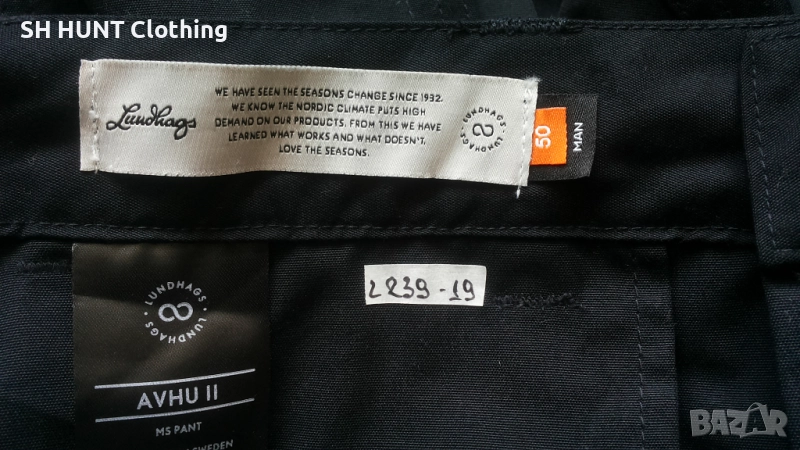 SH HUNT Clothing
Lundhags
WE HAVE SEEN THE SEASONS CHANGE SINCE 1932.
WE KNOW THE NORDIC CLIMATE PUTS HIGH
DEMAND ON OUR PRODUCTS. FROM THIS WE HAVE
LEARNED WHAT WORKS AND WHAT DOESN'T.
LOVE THE SEASONS.
LUNDHAGS
50
MAN
LUNDHAGS · LUNDHAGS ·
AVHU II
MS PANT
SWEDEN
2239-19
BAZAR